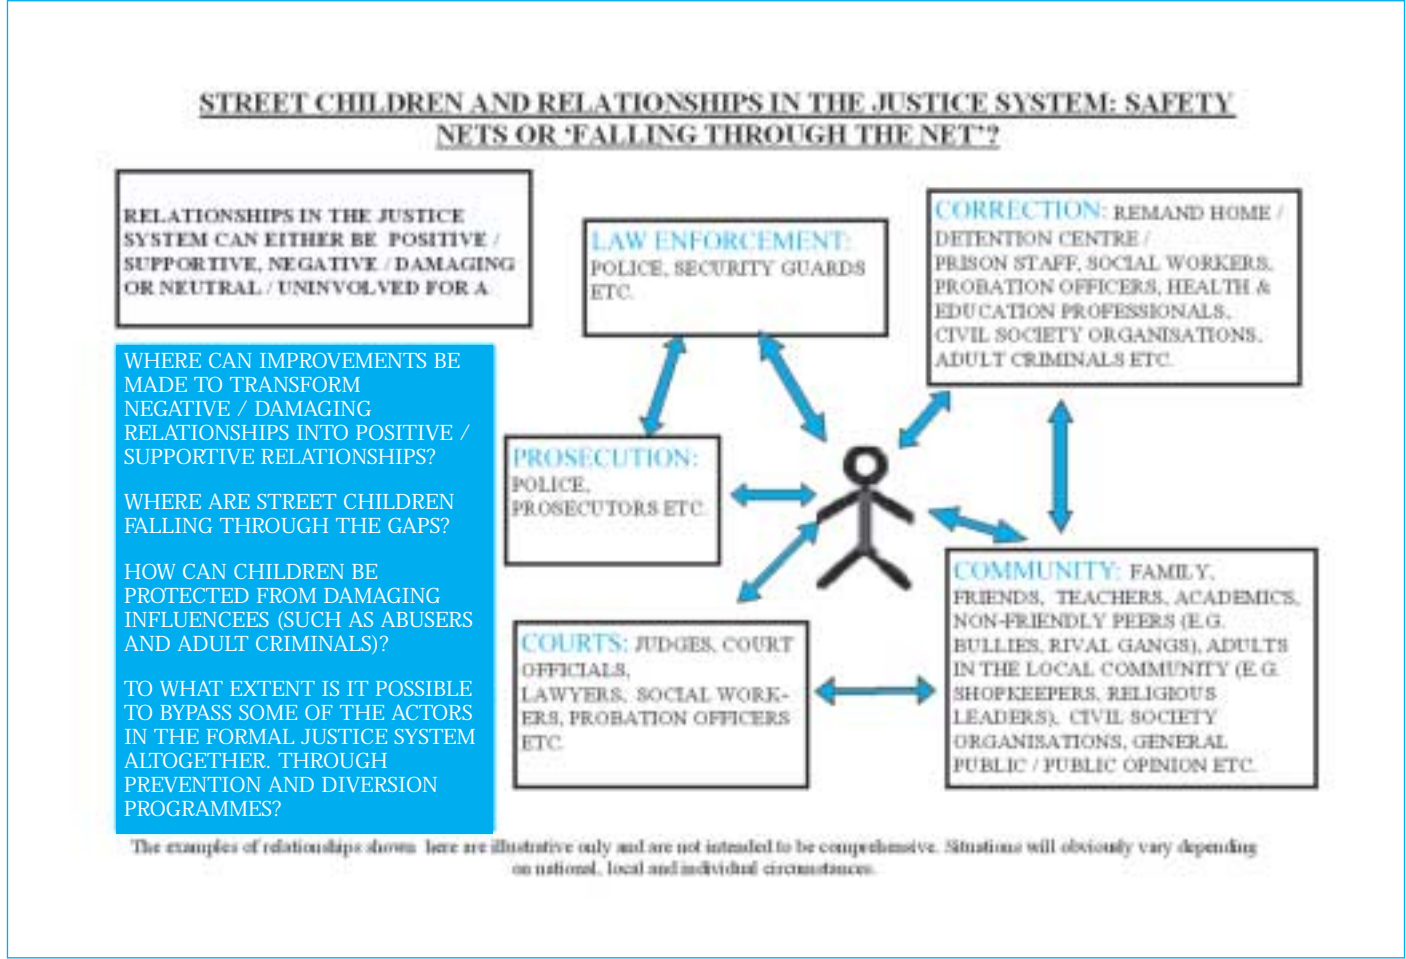 STREET CHILDREN AND RELATIONSHIPS IN THE JUSTICE SYSTEM: SAFETY
NETS OR ‘FALLING THROUGH THE NET’?
RELATIONSHIPS IN THE JUSTICE
SYSTEM CAN EITHER BE POSITIVE /
SUPPORTIVE, NEGATIVE / DAMAGING
OR NEUTRAL / UNINVOLVED FOR A
WHERE CAN IMPROVEMENTS BE
MADE TO TRANSFORM
NEGATIVE / DAMAGING
RELATIONSHIPS INTO POSITIVE /
SUPPORTIVE RELATIONSHIPS?
WHERE ARE STREET CHILDREN
FALLING THROUGH THE GAPS?
HOW CAN CHILDREN BE
PROTECTED FROM DAMAGING
INFLUENCEES (SUCH AS ABUSERS
AND ADULT CRIMINALS)?
TO WHAT EXTENT IS IT POSSIBLE
TO BYPASS SOME OF THE ACTORS
IN THE FORMAL JUSTICE SYSTEM
ALTOGETHER. THROUGH
PREVENTION AND DIVERSION
PROGRAMMES?
LAW ENFORCEMENT:
POLICE, SECURITY GUARDS
ETC.
CORRECTION: REMAND HOME /
DETENTION CENTRE /
PRISON STAFF, SOCIAL WORKERS,
PROBATION OFFICERS, HEALTH &
EDUCATION PROFESSIONALS,
CIVIL SOCIETY ORGANISATIONS,
ADULT CRIMINALS ETC.
PROSECUTION:
POLICE,
PROSECUTORS ETC.
COURTS: JUDGES, COURT
OFFICIALS,
LAWYERS, SOCIAL WORK-
ERS, PROBATION OFFICERS
ETC.
COMMUNITY: FAMILY,
FRIENDS, TEACHERS, ACADEMICS,
NON-FRIENDLY PEERS (E.G.
BULLIES, RIVAL GANGS), ADULTS
IN THE LOCAL COMMUNITY (E.G.
SHOPKEEPERS, RELIGIOUS
LEADERS), CIVIL SOCIETY
ORGANISATIONS, GENERAL
PUBLIC / PUBLIC OPINION ETC.
The examples of relationships shown here are illustrative only and are not intended to be comprehensive. Situations will obviously vary depending
on national, local and individual circumstances.